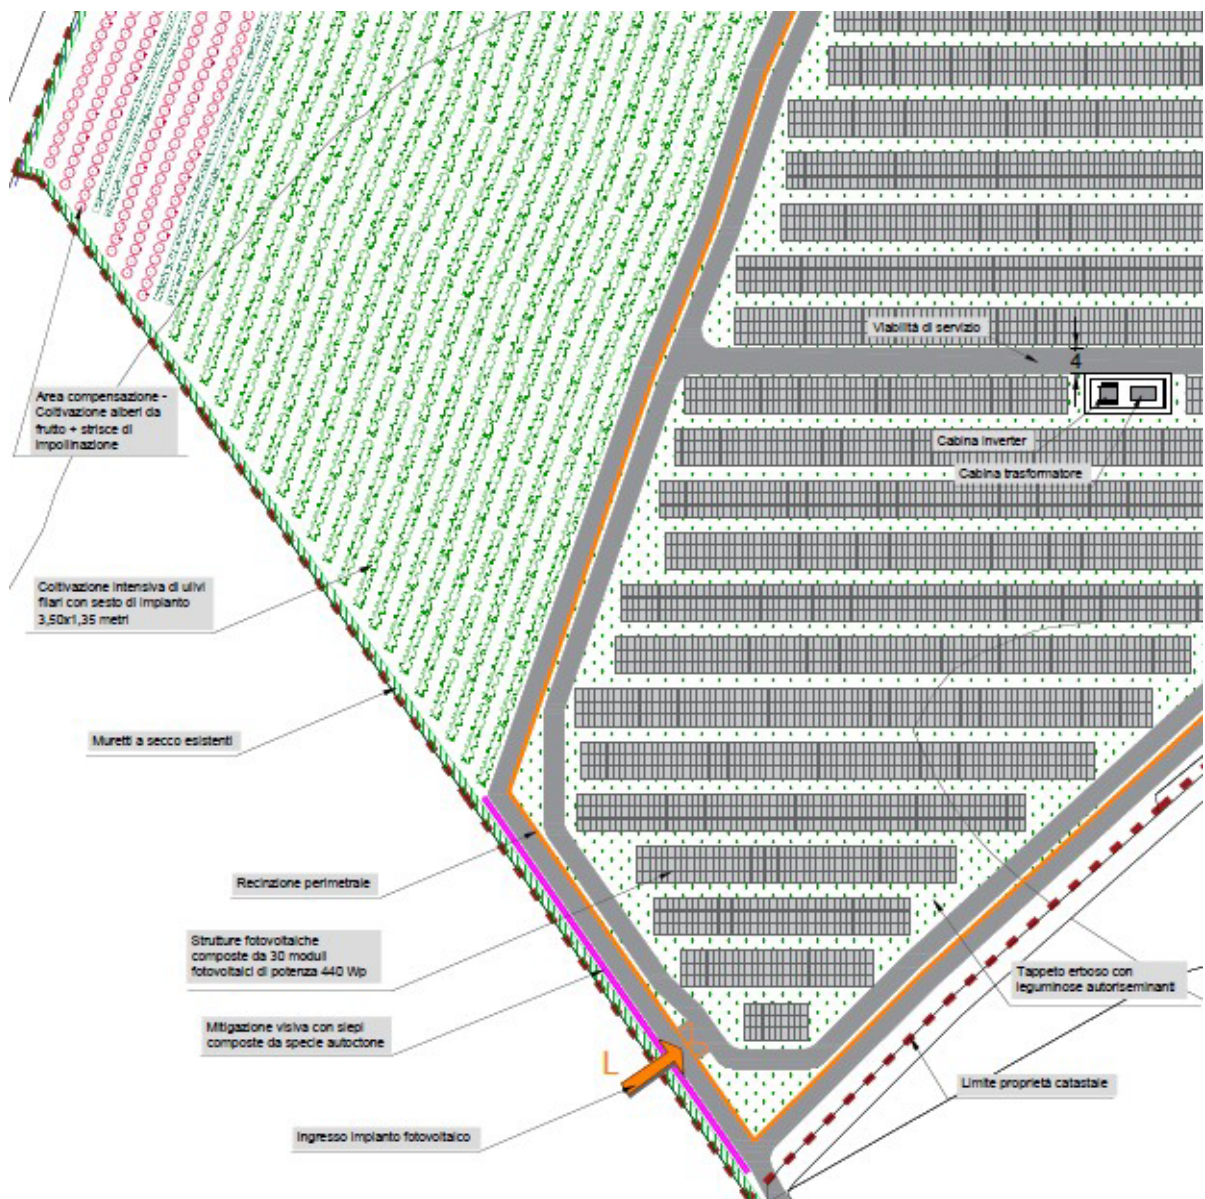 Viabilità di servizio
4
Cabina inverter
Cabina trasformatore
Area compensazione -
Coltivazione alberi da
frutto + strisce di
impollinazione
Coltivazione intensiva di ulivi
filari con sesto di impianto
3,50x1,35 metri
Muretti a secco esistenti
Recinzione perimetrale
Strutture fotovoltaiche
composte da 30 moduli
fotovoltaici di potenza 440 Wp
Tappeto erboso con
leguminose autoriseminanti
Mitigazione visiva con siepi
composte da specie autoctone
L
Limite proprietà catastale
Ingresso impianto fotovoltaico